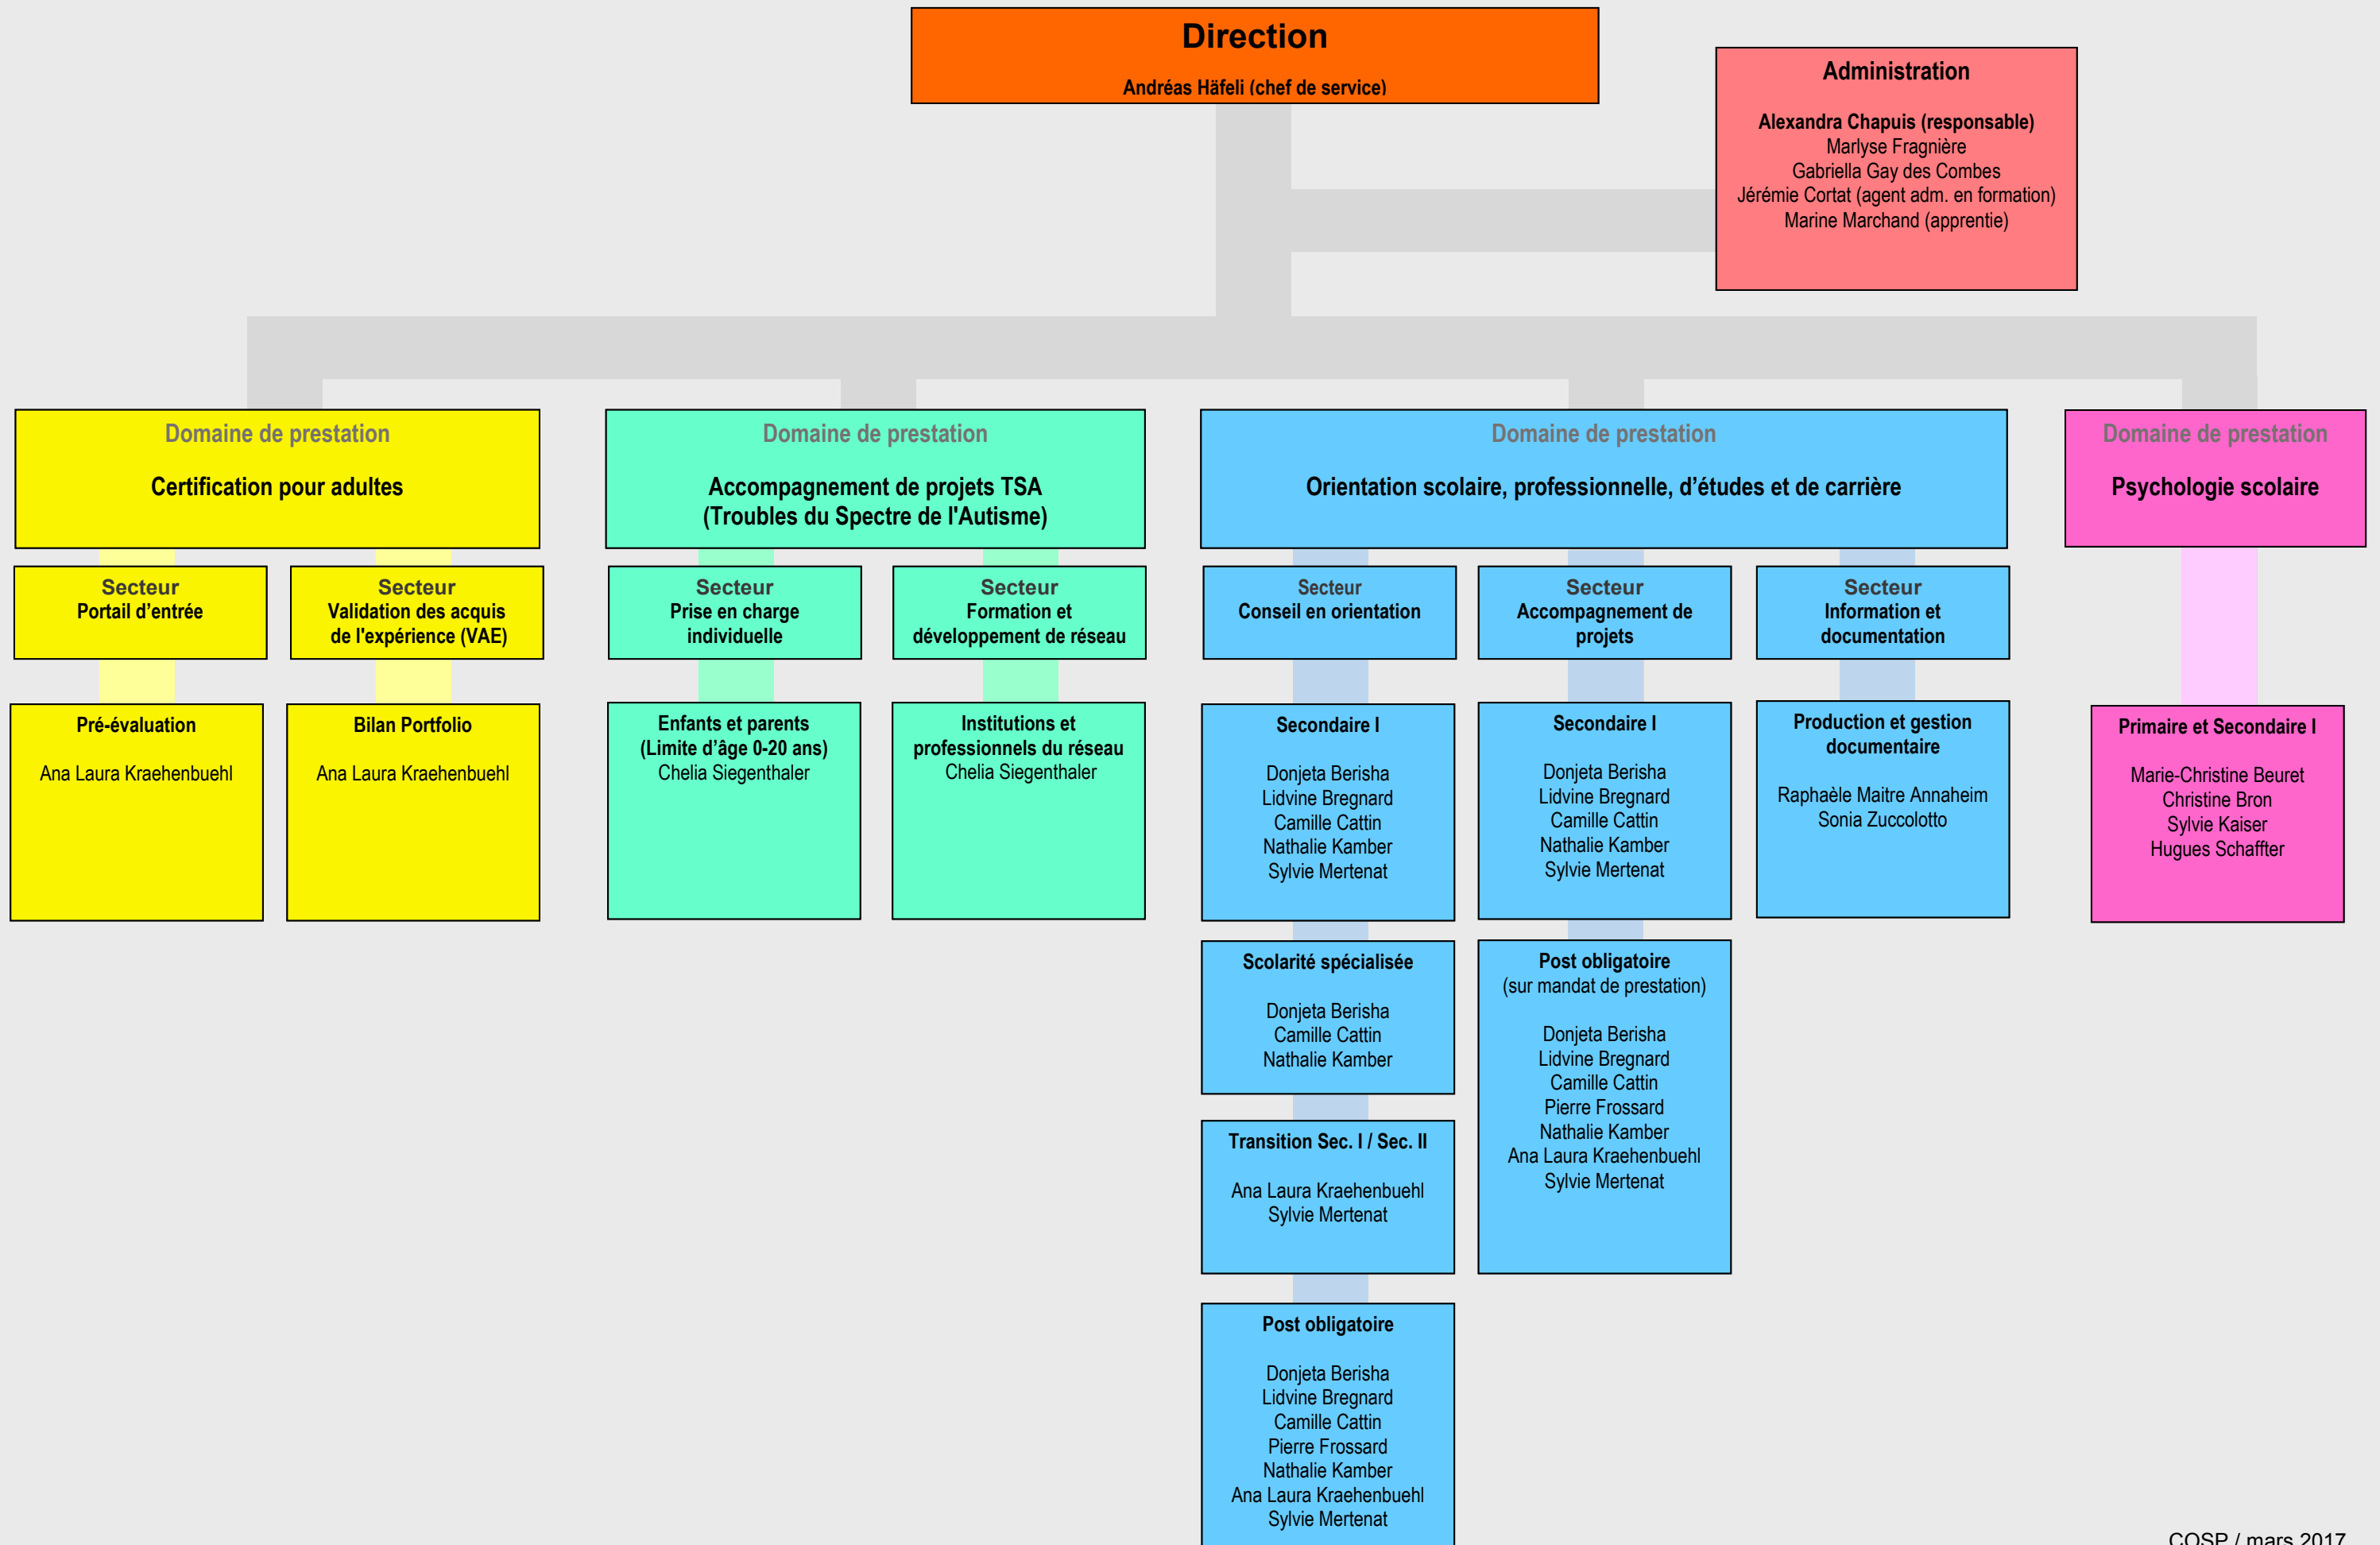 Direction
Andréas Häfeli (chef de service)
Administration
Alexandra Chapuis (responsable)
Marlyse Fragnière
Gabriella Gay des Combes
Jérémie Cortat (agent adm. en formation)
Marine Marchand (apprentie)
Domaine de prestation
Certification pour adultes
Domaine de prestation
Accompagnement de projets TSA
(Troubles du Spectre de l'Autisme)
Domaine de prestation
Orientation scolaire, professionnelle, d’études et de carrière
Domaine de prestation
Psychologie scolaire
Secteur
Portail d’entrée
Secteur
Validation des acquis
de l'expérience (VAE)
Secteur
Prise en charge
individuelle
Secteur
Formation et
développement de réseau
Secteur
Conseil en orientation
Secteur
Accompagnement de
projets
Secteur
Information et
documentation
Pré-évaluation
Ana Laura Kraehenbuehl
Bilan Portfolio
Ana Laura Kraehenbuehl
Enfants et parents
(Limite d’âge 0-20 ans)
Chelia Siegenthaler
Institutions et
professionnels du réseau
Chelia Siegenthaler
Secondaire I
Donjeta Berisha
Lidvine Bregnard
Camille Cattin
Nathalie Kamber
Sylvie Mertenat
Secondaire I
Donjeta Berisha
Lidvine Bregnard
Camille Cattin
Nathalie Kamber
Sylvie Mertenat
Production et gestion
documentaire
Raphaèle Maitre Annaheim
Sonia Zuccolotto
Primaire et Secondaire I
Marie-Christine Beuret
Christine Bron
Sylvie Kaiser
Hugues Schaffter
Scolarité spécialisée
Donjeta Berisha
Camille Cattin
Nathalie Kamber
Post obligatoire
(sur mandat de prestation)
Donjeta Berisha
Lidvine Bregnard
Camille Cattin
Pierre Frossard
Nathalie Kamber
Ana Laura Kraehenbuehl
Sylvie Mertenat
Transition Sec. I / Sec. II
Ana Laura Kraehenbuehl
Sylvie Mertenat
Post obligatoire
Donjeta Berisha
Lidvine Bregnard
Camille Cattin
Pierre Frossard
Nathalie Kamber
Ana Laura Kraehenbuehl
Sylvie Mertenat
COSP / mars 2017